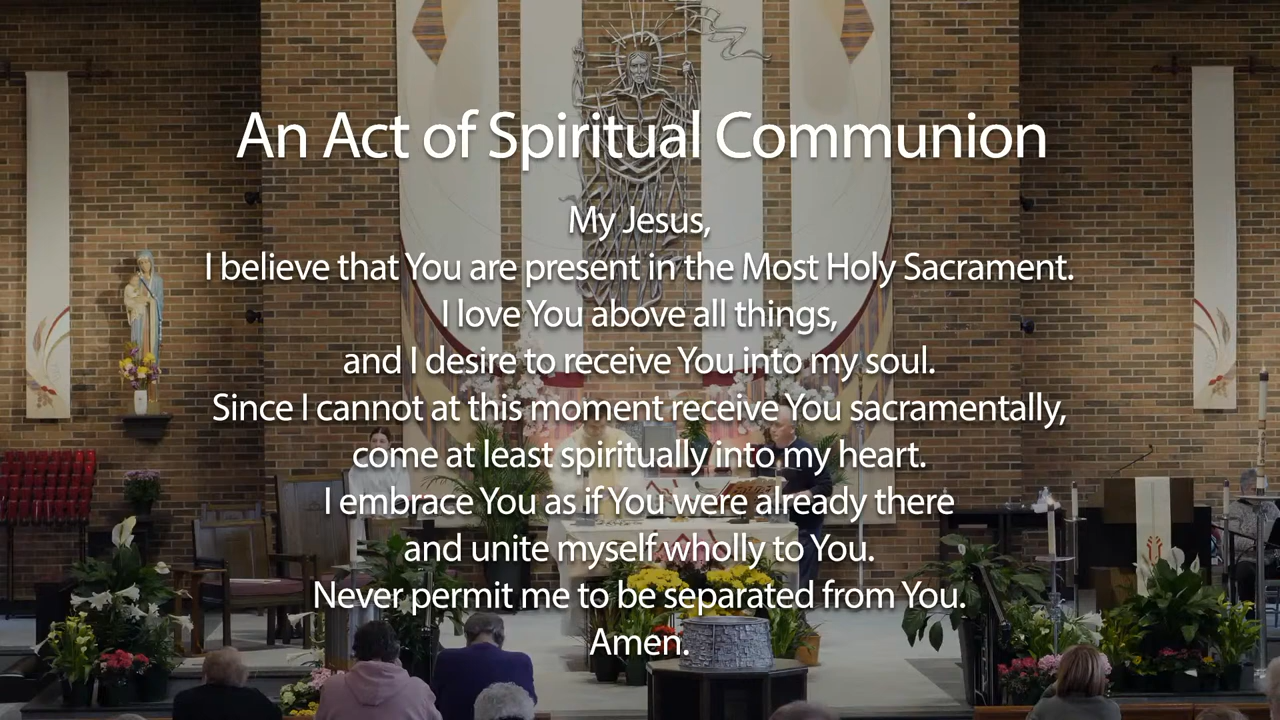 An Act of Spiritual Communion
My Jesus,
I believe that You are present in the Most Holy Sacrament.
I love You above all things,
and I desire to receive You into my soul.
Since I cannot at this moment receive You sacramentally,
come at least spiritually into my heart.
I embrace You as if You were already there
and unite myself wholly to You.
Never permit me to be separated from You.
Amen.